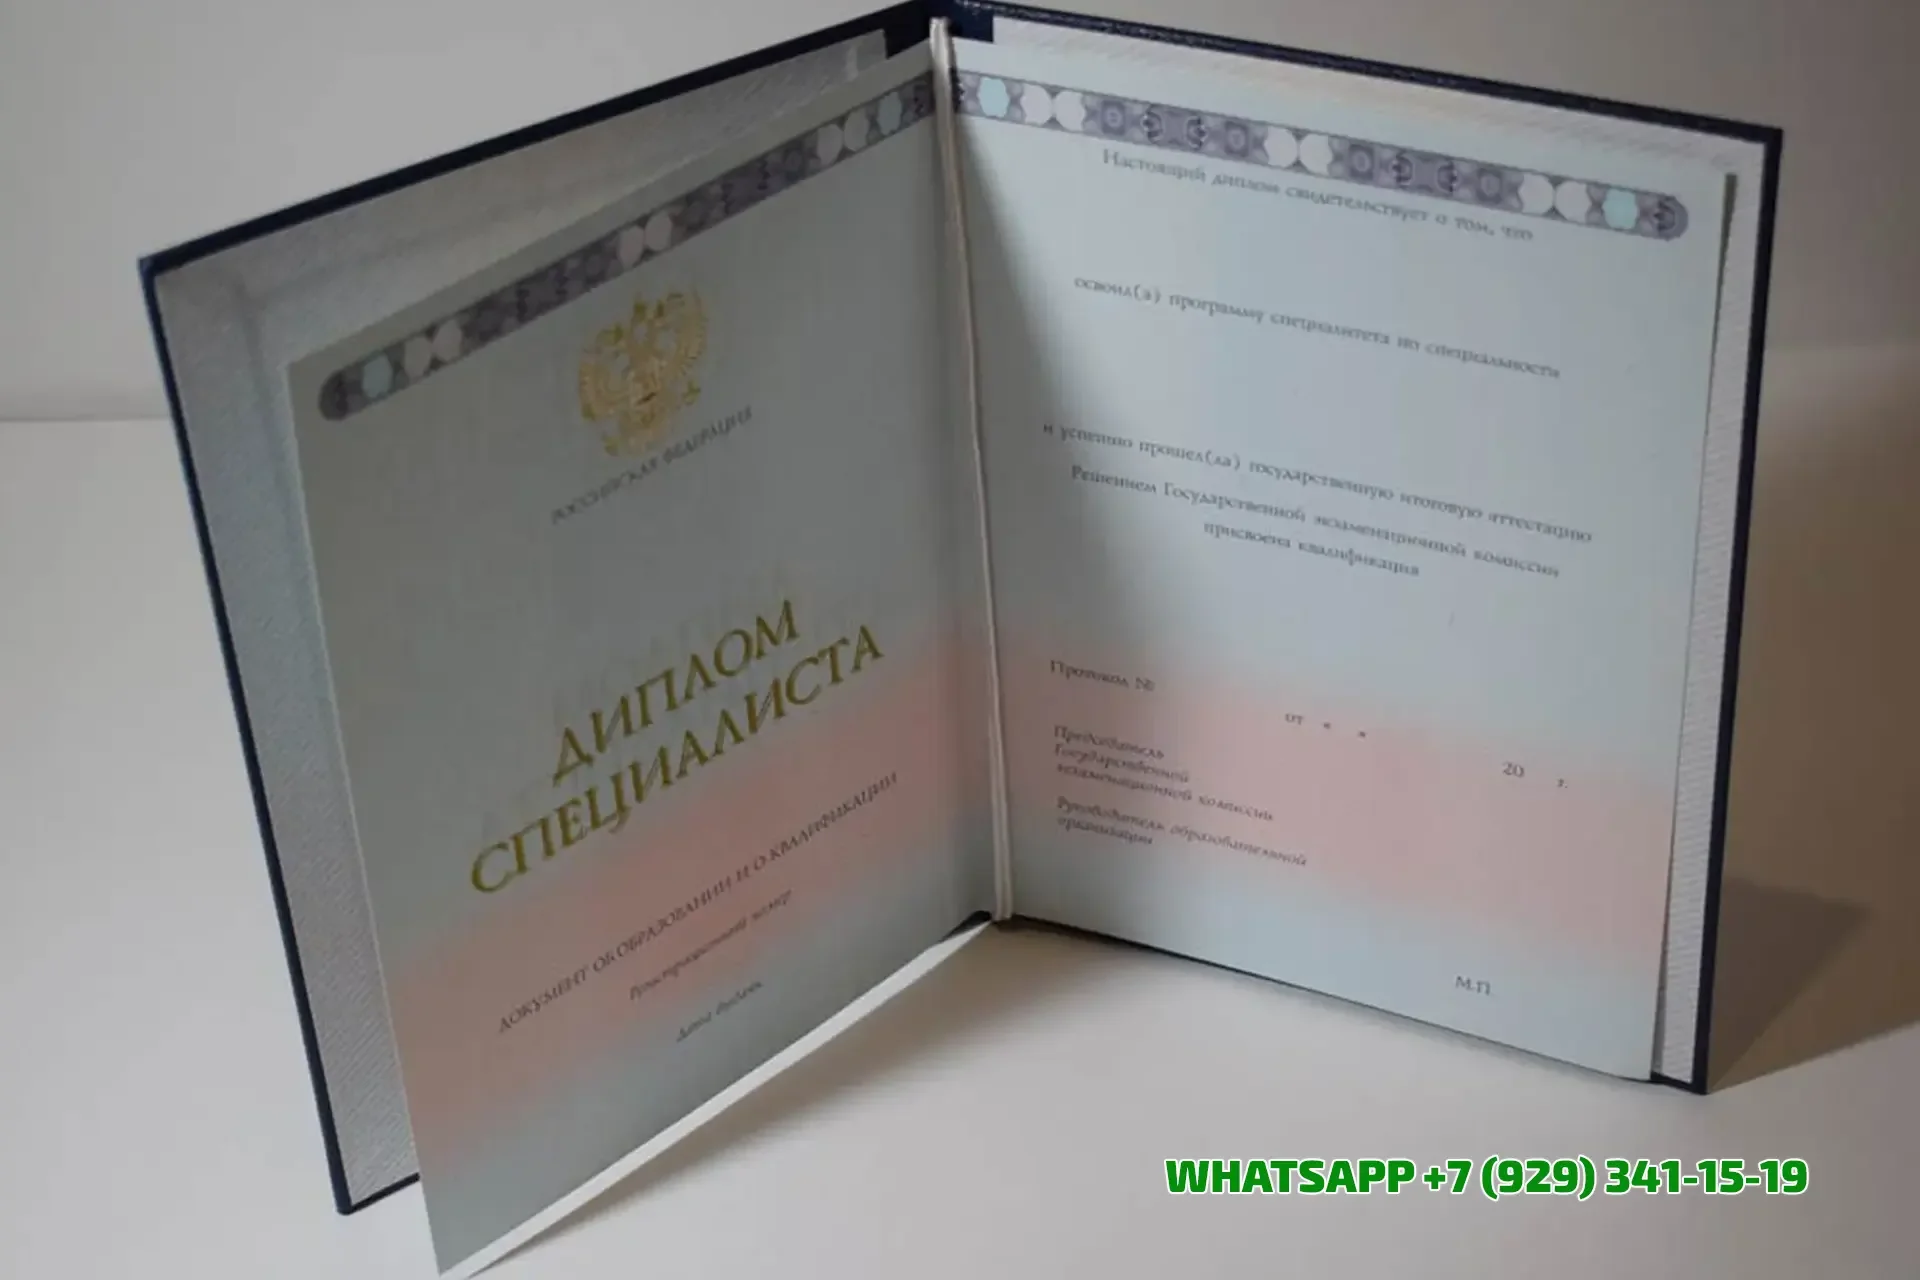 РОССИЙСКАЯ ФЕДЕРАЦИЯ
ДИПЛОМ
СПЕЦИАЛИСТА
ДОКУМЕНТ ОБ ОБРАЗОВАНИИ И О КВАЛИФИКАЦИИ
Регистрационный номер
Дата выдачи
Настоящий диплом свидетельствует о том, что
освоил(а) программу специалитета по специальности
и успешно прошел(ла) государственную итоговую аттестацию
Решением Государственной экзаменационной комиссии
присвоена квалификация
Протокол №
от « »
20 г.
Председатель
Государственной
экзаменационной комиссии
Руководитель образовательной
организации
М.П.
WHATSAPP +7 (929) 341-15-19